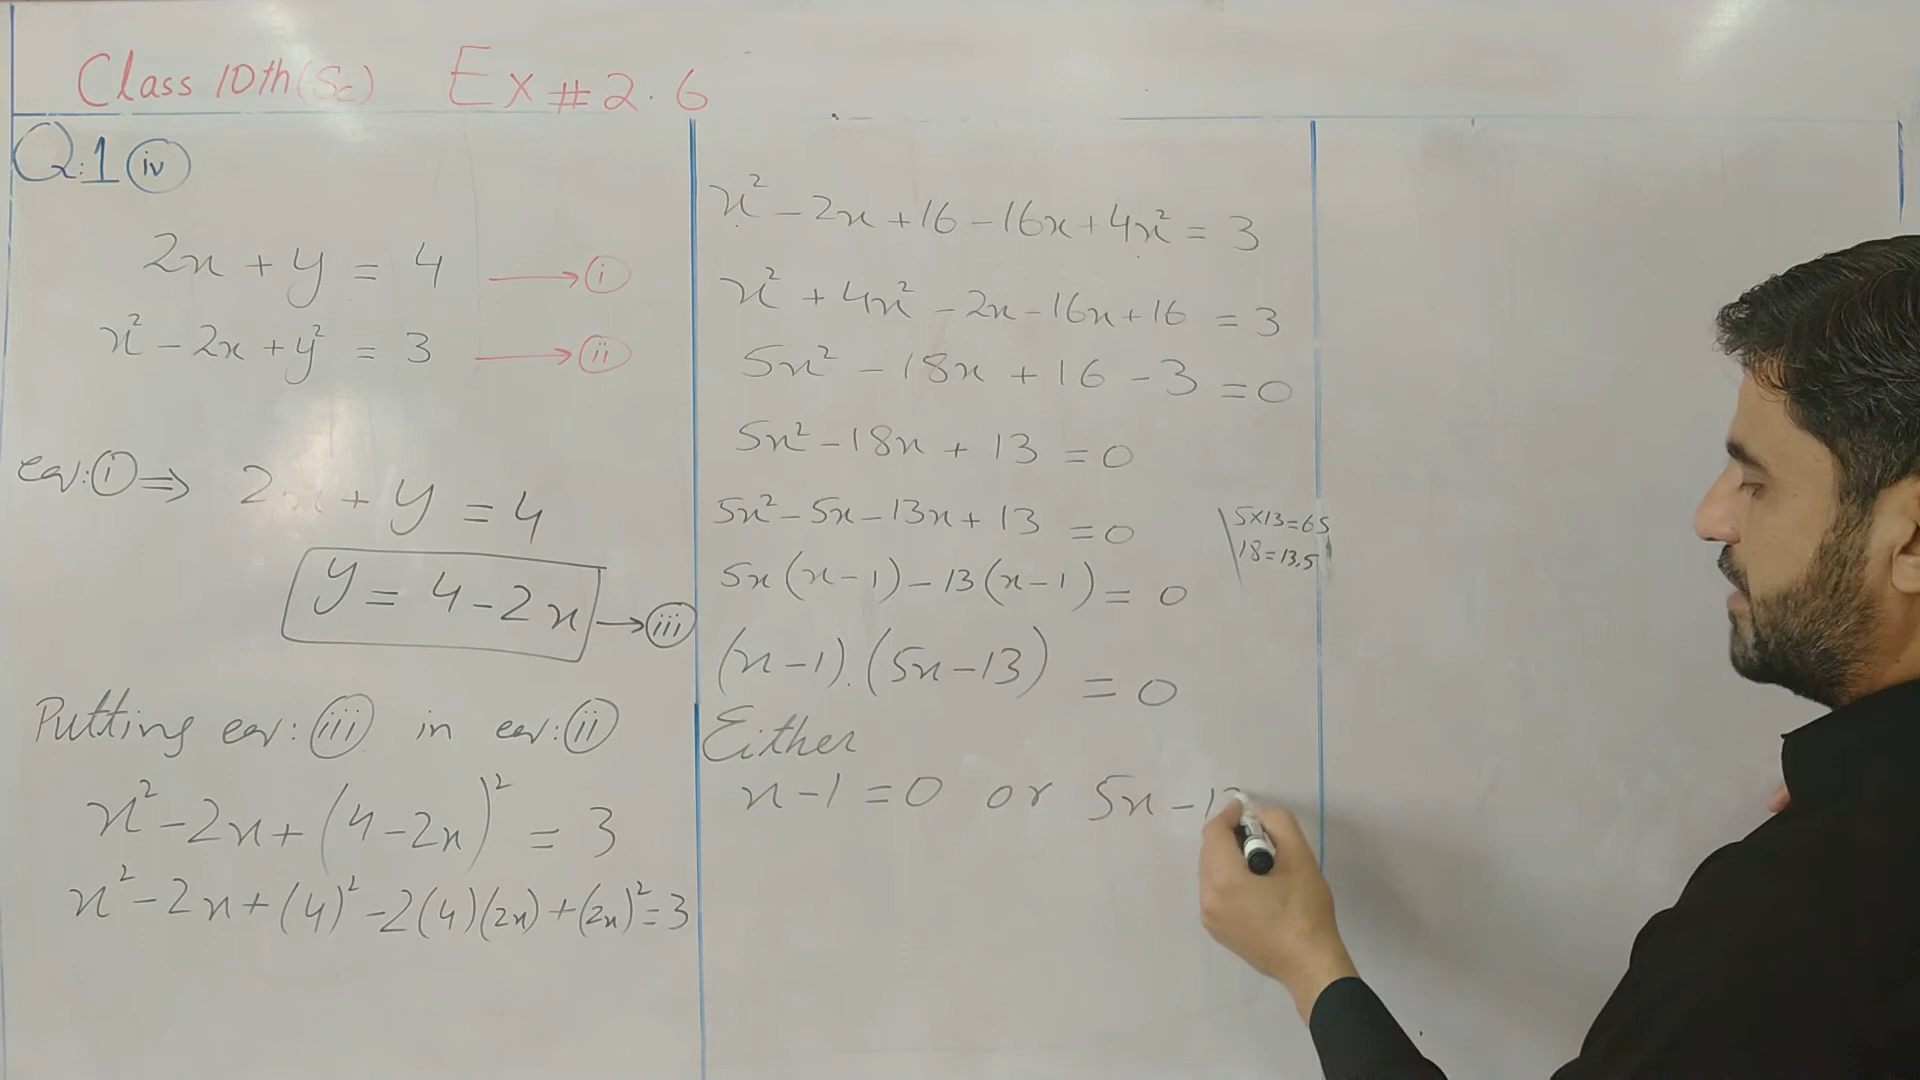 Class 10th (Sc) Ex # 2.6
Q:1 (iv)
2x + y = 4 → (i)
x² - 2x + y² = 3 → (ii)
eq: (i) ⇒ 2x + y = 4
y = 4 - 2x → (iii)
Putting eq: (iii) in eq: (ii)
x² - 2x + (4 - 2x)² = 3
x² - 2x + (4)² - 2(4)(2x) + (2x)² = 3
x² - 2x + 16 - 16x + 4x² = 3
x² + 4x² - 2x - 16x + 16 = 3
5x² - 18x + 16 - 3 = 0
5x² - 18x + 13 = 0
5x² - 5x - 13x + 13 = 0
5x13=65
18=13,5
5x(x - 1) - 13(x - 1) = 0
(x - 1).(5x - 13) = 0
Either
x - 1 = 0 or 5x - 13